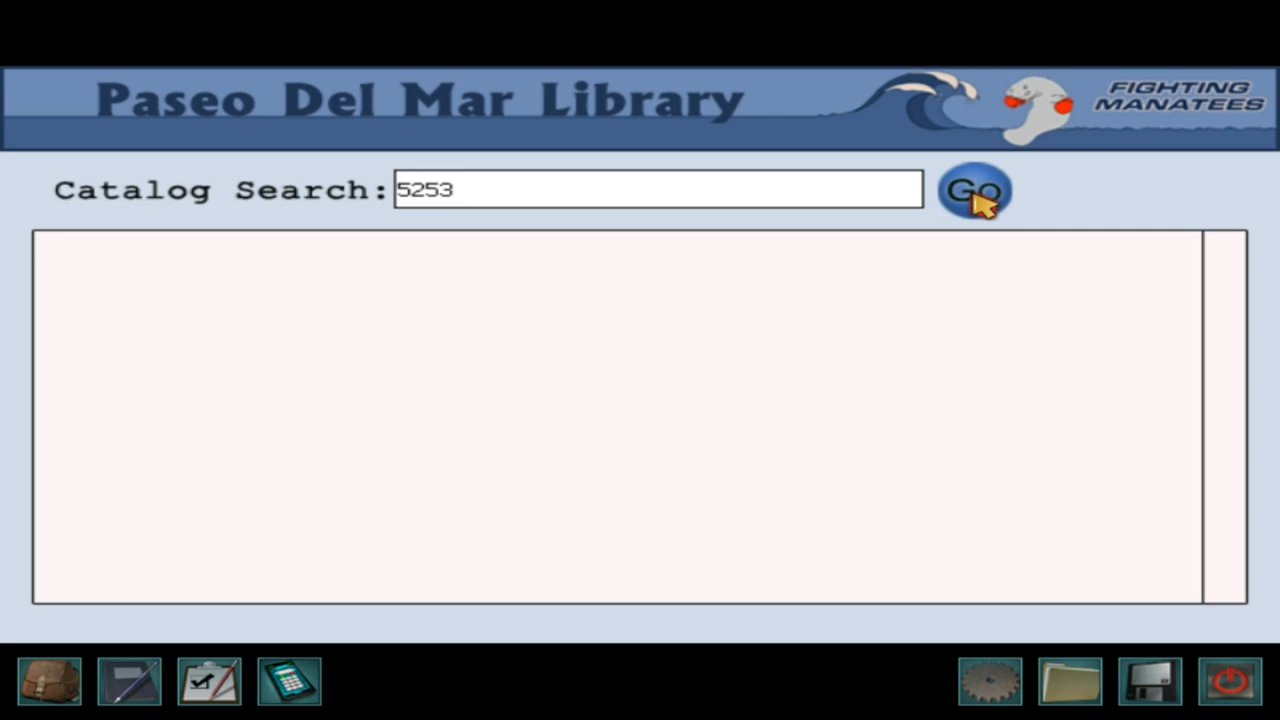 Paseo Del Mar Library
FIGHTING
MANATEES
Catalog Search:
5253
Go